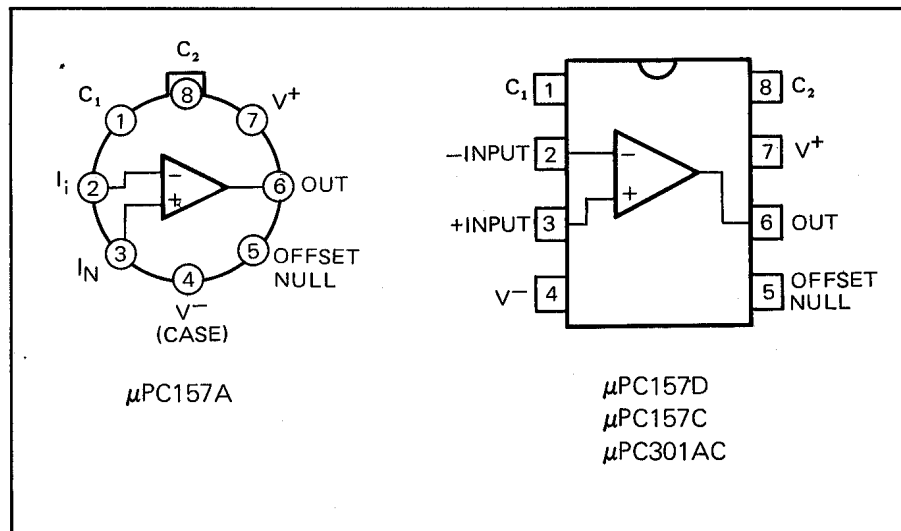 C₂
8
C₁
1
V⁺
7
Iᵢ
2
−
+
6
OUT
I_N
3
5
OFFSET
NULL
4
V⁻
(CASE)
μPC157A
C₁
1
8
C₂
−INPUT
2
−
7
V⁺
+INPUT
3
+
6
OUT
V⁻
4
5
OFFSET
NULL
μPC157D
μPC157C
μPC301AC